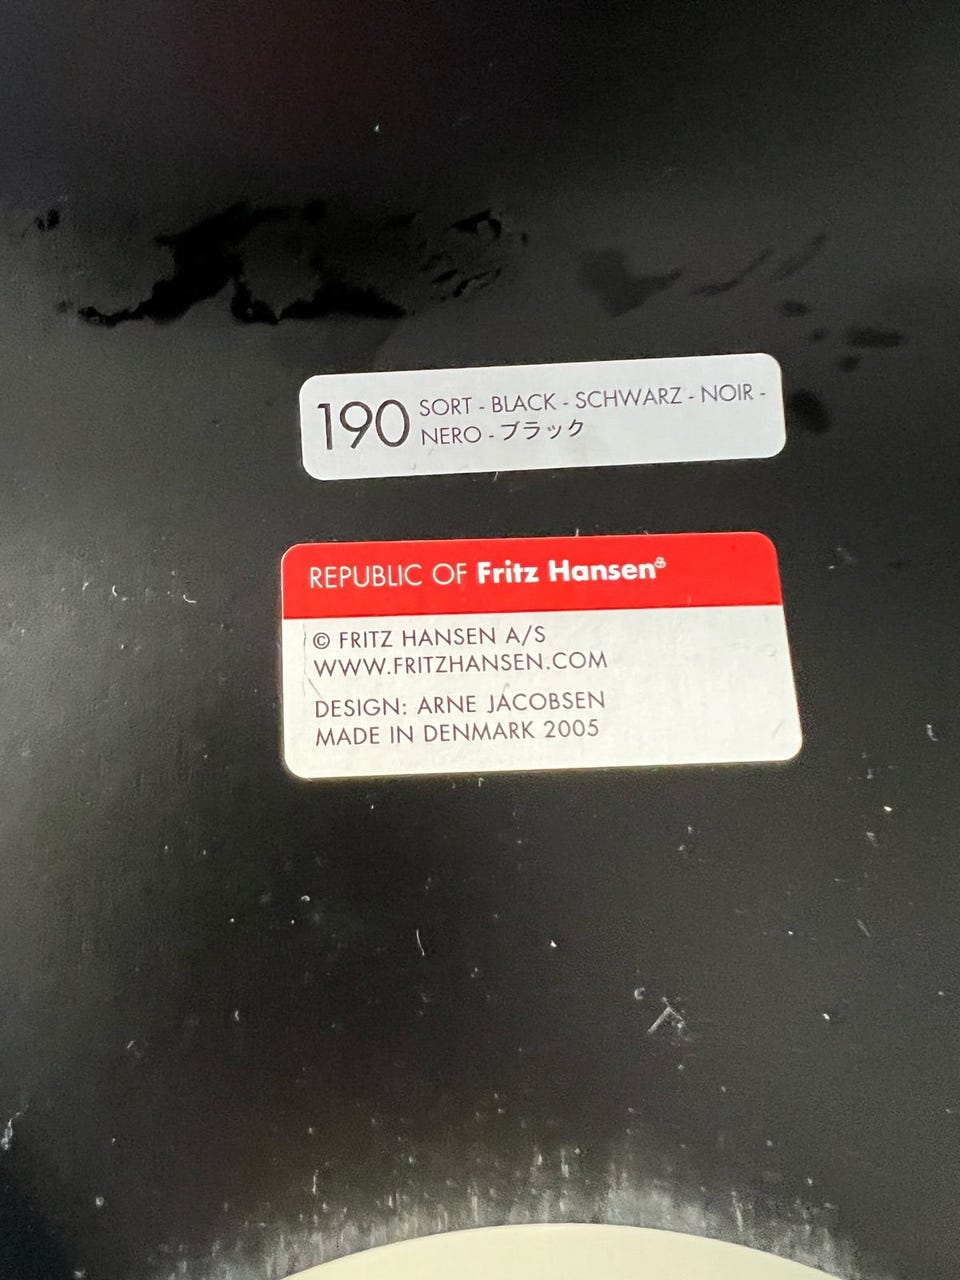 190 SORT - BLACK - SCHWARZ - NOIR -
NERO - ブラック
REPUBLIC OF Fritz Hansen®
© FRITZ HANSEN A/S
WWW.FRITZHANSEN.COM
DESIGN: ARNE JACOBSEN
MADE IN DENMARK 2005